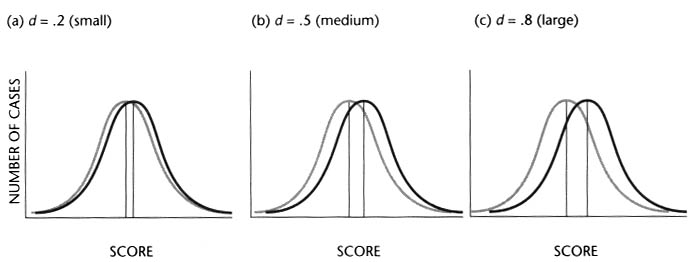 (a) d = .2 (small)
(b) d = .5 (medium)
(c) d = .8 (large)
NUMBER OF CASES
SCORE
SCORE
SCORE